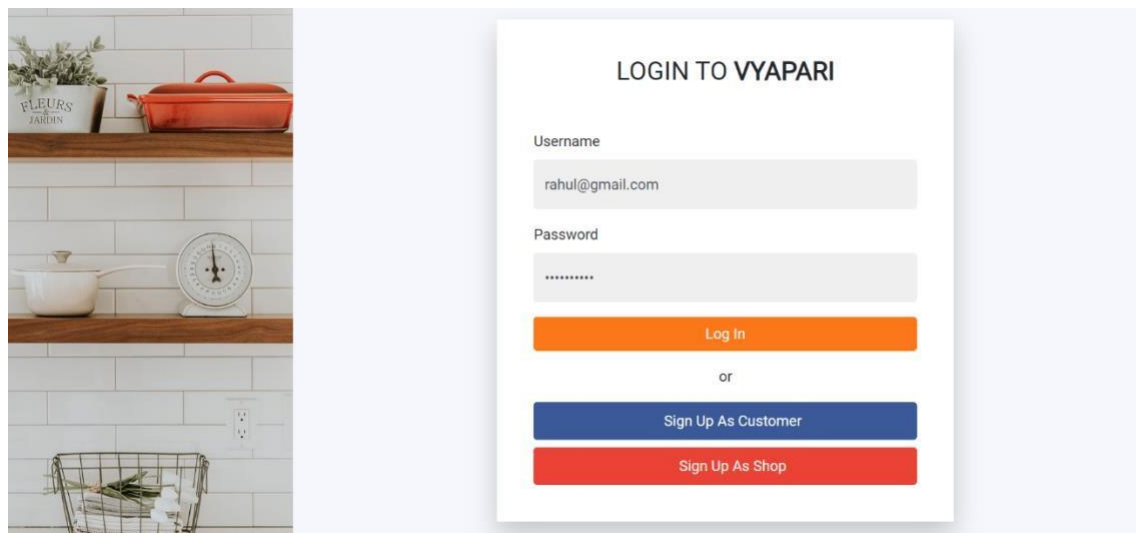 FLEURS
&
JARDIN
LOGIN TO VYAPARI
Username
rahul@gmail.com
Password
••••••••••
Log In
or
Sign Up As Customer
Sign Up As Shop